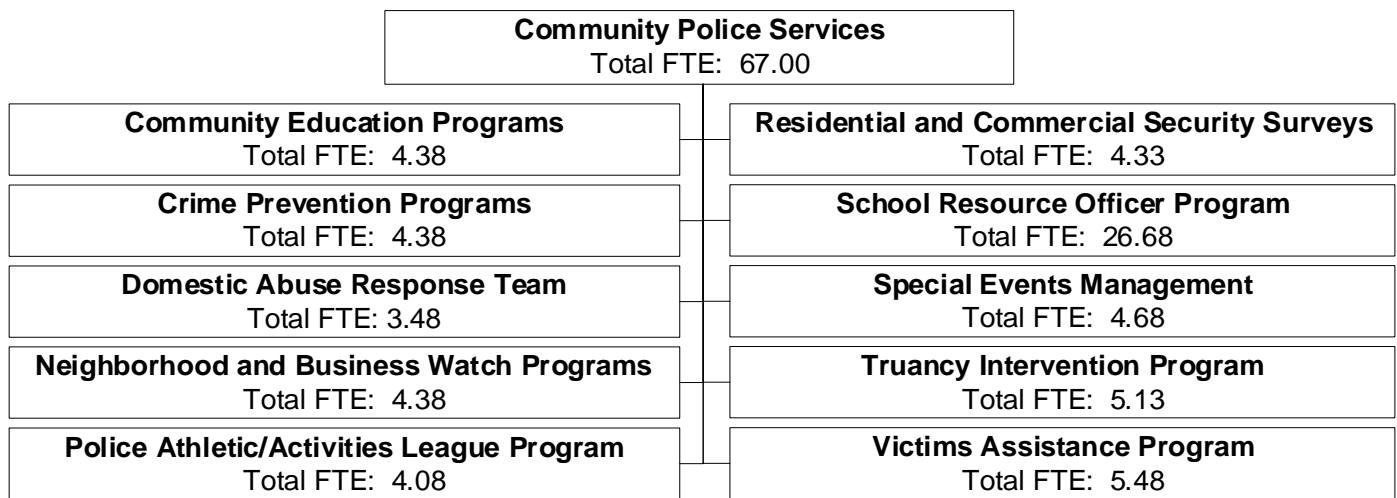 Community Police Services
Total FTE: 67.00
Community Education Programs
Total FTE: 4.38
Crime Prevention Programs
Total FTE: 4.38
Domestic Abuse Response Team
Total FTE: 3.48
Neighborhood and Business Watch Programs
Total FTE: 4.38
Police Athletic/Activities League Program
Total FTE: 4.08
Residential and Commercial Security Surveys
Total FTE: 4.33
School Resource Officer Program
Total FTE: 26.68
Special Events Management
Total FTE: 4.68
Truancy Intervention Program
Total FTE: 5.13
Victims Assistance Program
Total FTE: 5.48